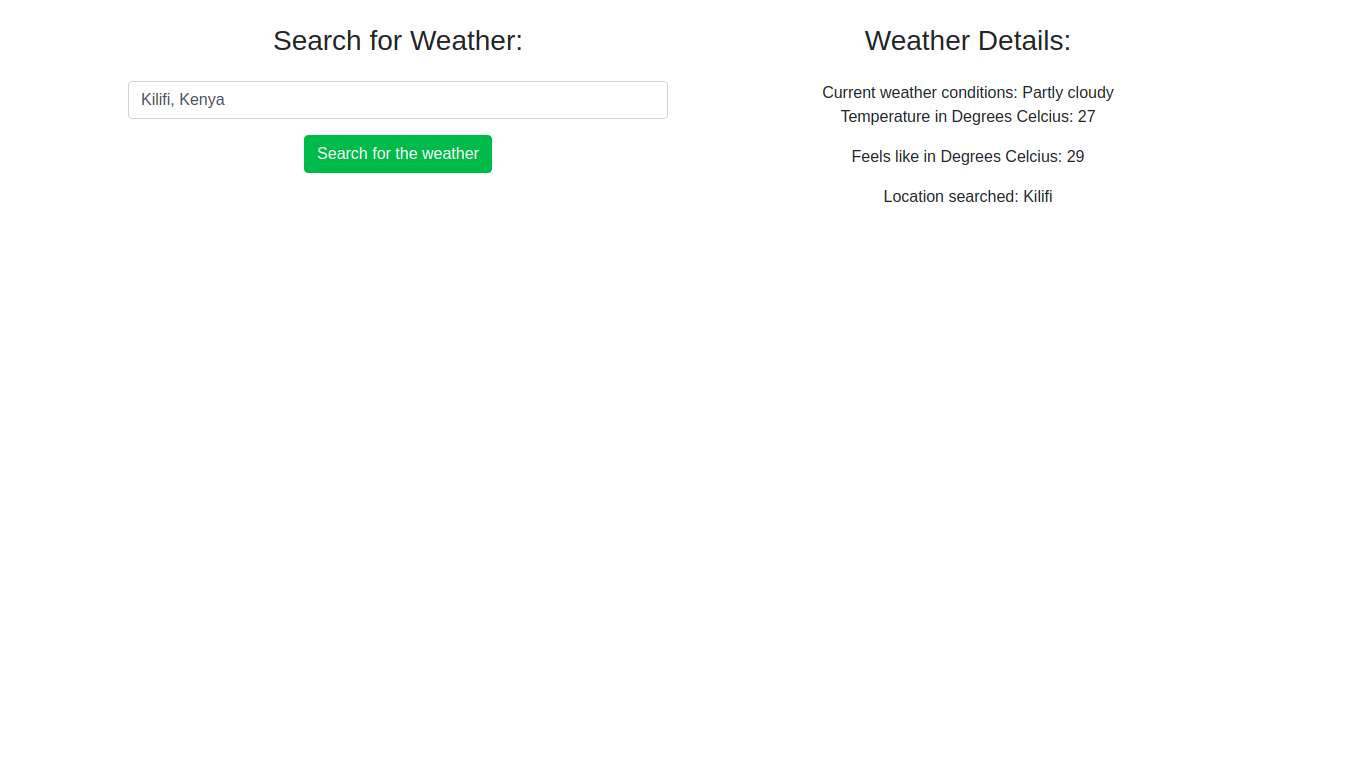 Search for Weather:
Kilifi, Kenya
Search for the weather
Weather Details:
Current weather conditions: Partly cloudy
Temperature in Degrees Celcius: 27
Feels like in Degrees Celcius: 29
Location searched: Kilifi